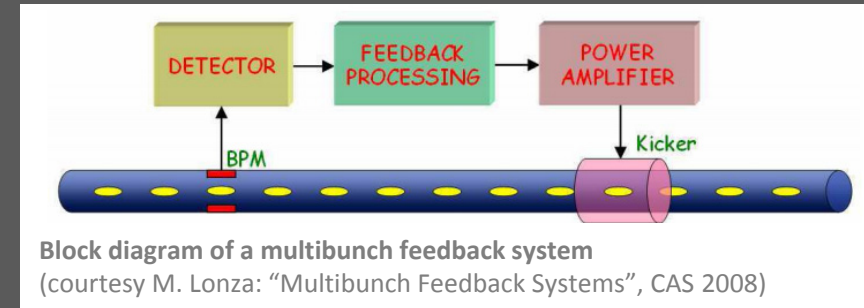 DETECTOR
FEEDBACK
PROCESSING
POWER
AMPLIFIER
BPM
Kicker
Block diagram of a multibunch feedback system
(courtesy M. Lonza: “Multibunch Feedback Systems”, CAS 2008)